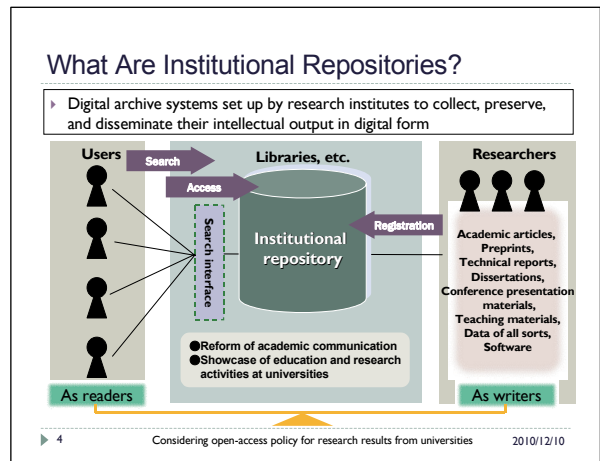 What Are Institutional Repositories?
Digital archive systems set up by research institutes to collect, preserve,
and disseminate their intellectual output in digital form
Users
Search
Access
Libraries, etc.
Search interface
Institutional
repository
Registration
Researchers
Academic articles,
Preprints,
Technical reports,
Dissertations,
Conference presentation
materials,
Teaching materials,
Data of all sorts,
Software
●Reform of academic communication
●Showcase of education and research
activities at universities
As readers
As writers
4
Considering open-access policy for research results from universities
2010/12/10